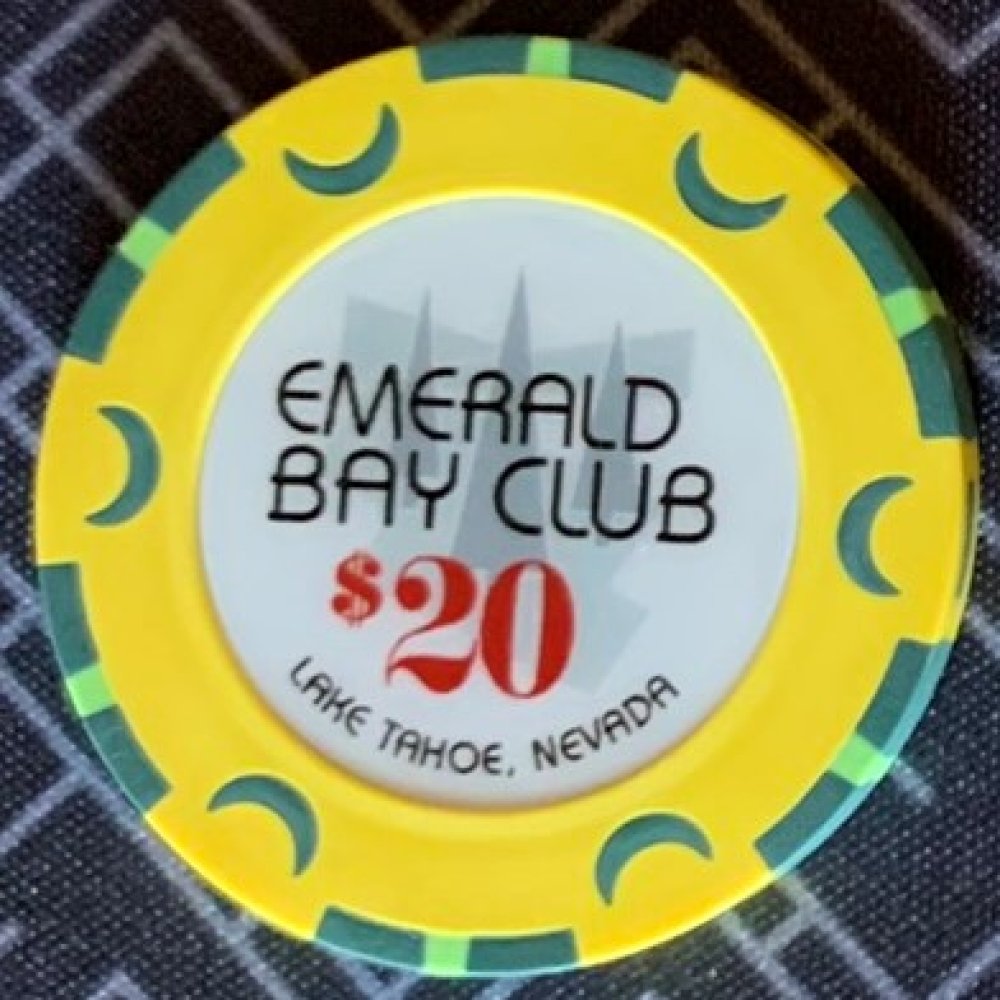 EMERALD
BAY CLUB
$20
LAKE TAHOE, NEVADA